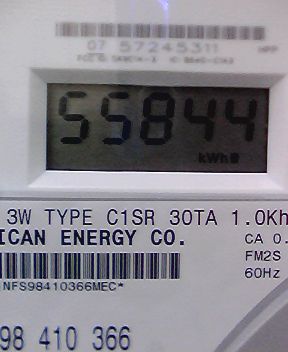 07 57245311
55844
kWh
3W TYPE C1SR 30TA 1.0Kh
ICAN ENERGY CO.
CA 0.
FM2S
60Hz
NFS98410366MEC*
98 410 366